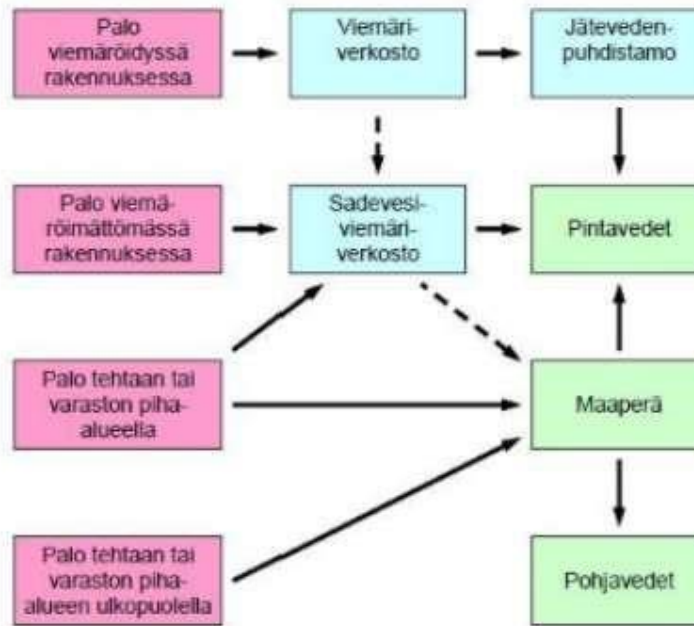 Palo
viemäröidyssä
rakennuksessa
Viemäri-
verkosto
Jäteveden-
puhdistamo
Palo viemä-
röimättömässä
rakennuksessa
Sadevesi-
viemäri-
verkosto
Pintavedet
Palo tehtaan tai
varaston piha-
alueella
Maaperä
Palo tehtaan tai
varaston piha-
alueen ulkopuolella
Pohjavedet